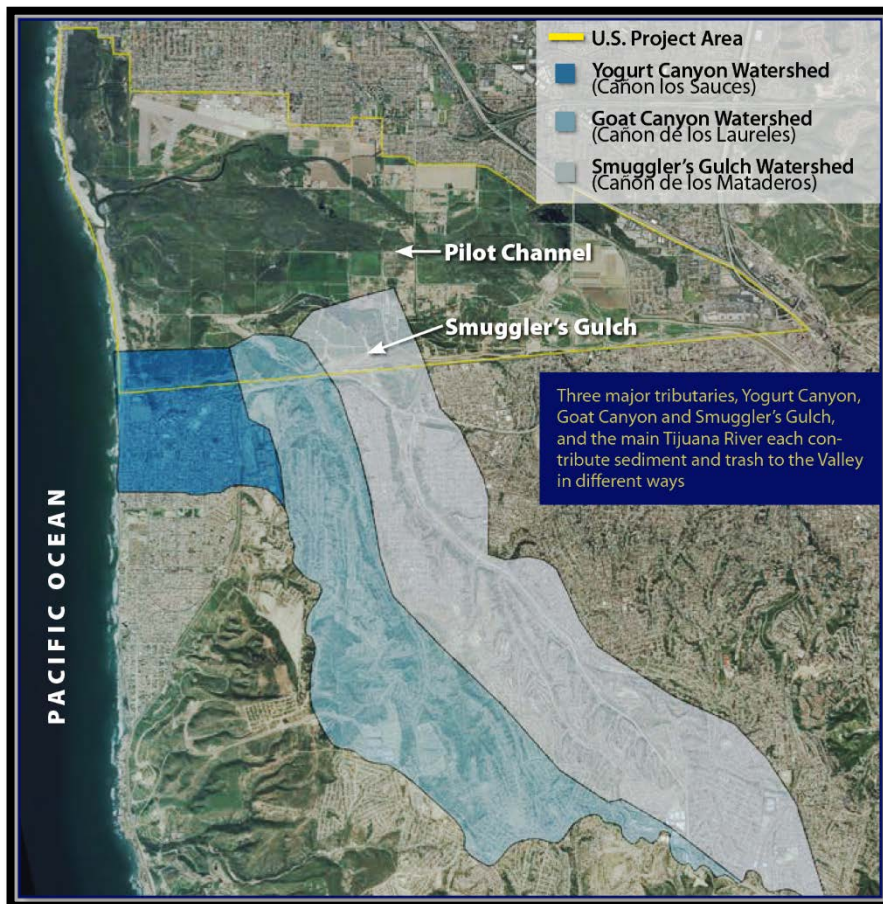 U.S. Project Area
Yogurt Canyon Watershed
(Cañon los Sauces)
Goat Canyon Watershed
(Cañon de los Laureles)
Smuggler's Gulch Watershed
(Cañon de los Mataderos)
Pilot Channel
Smuggler's Gulch
Three major tributaries, Yogurt Canyon,
Goat Canyon and Smuggler's Gulch,
and the main Tijuana River each con-
tribute sediment and trash to the Valley
in different ways
PACIFIC OCEAN